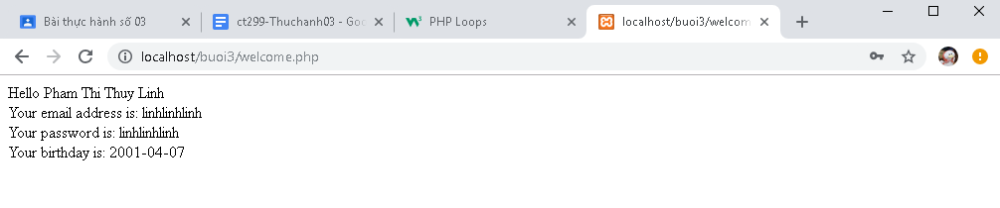 Bài thực hành số 03
ct299-Thuchanh03 - Goo
PHP Loops
localhost/buoi3/welcom
localhost/buoi3/welcome.php
Hello Pham Thi Thuy Linh
Your email address is: linhlinhlinh
Your password is: linhlinhlinh
Your birthday is: 2001-04-07